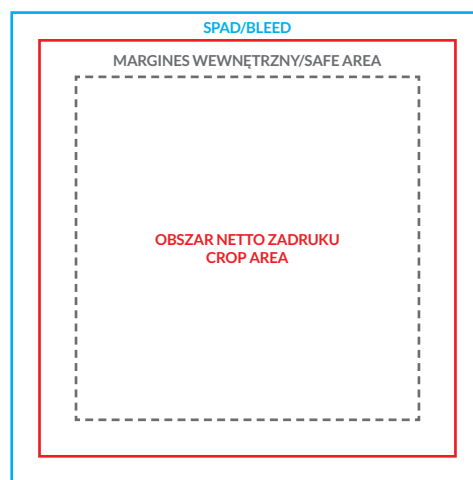 SPAD/BLEED
MARGINES WEWNĘTRZNY/SAFE AREA
OBSZAR NETTO ZADRUKU
CROP AREA